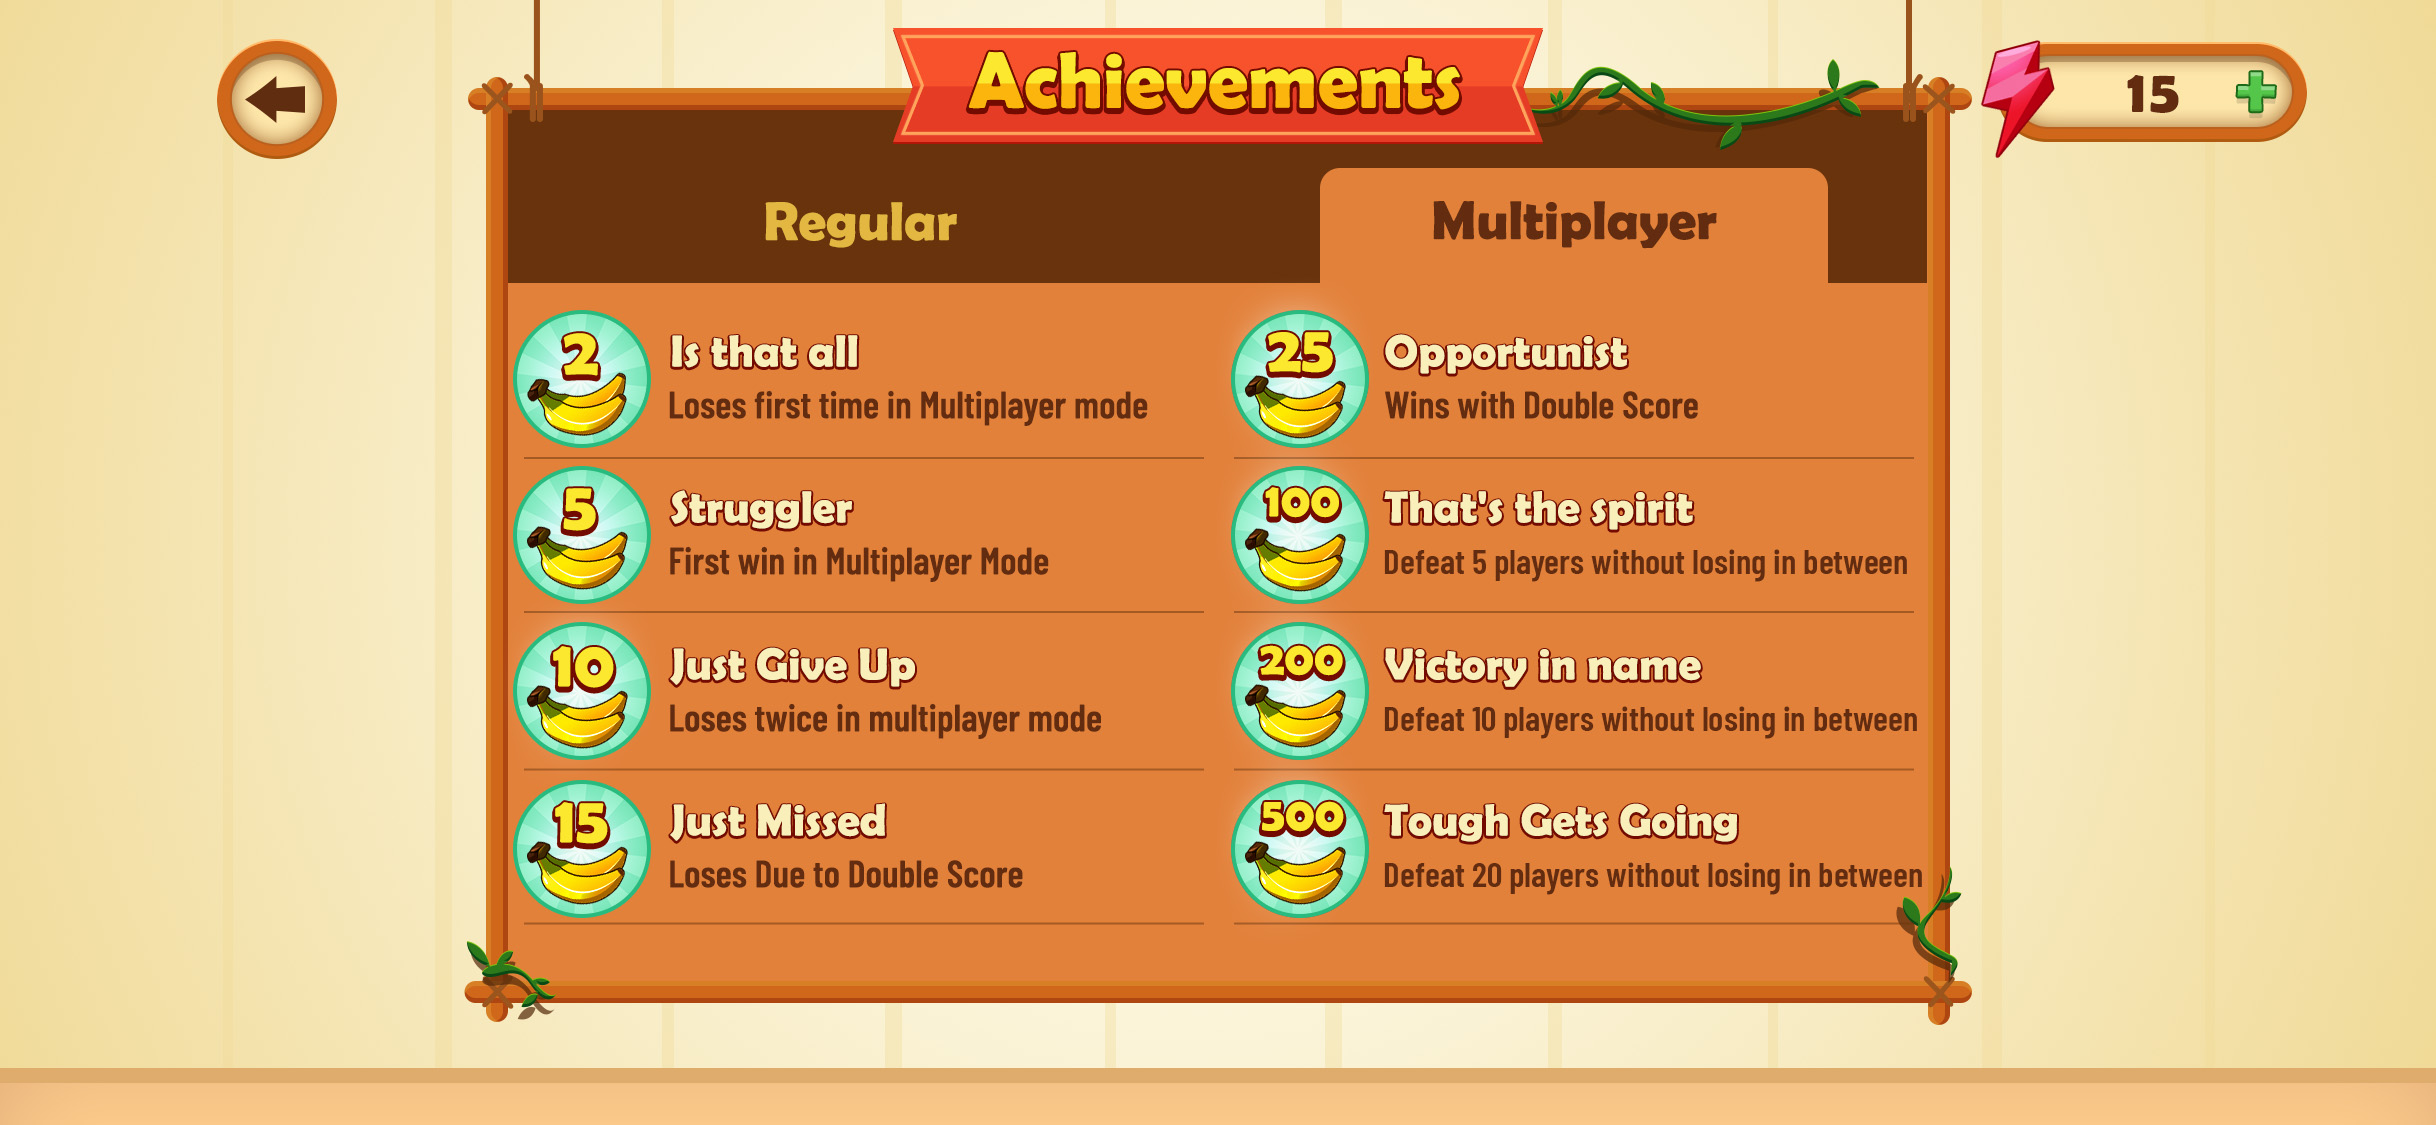 Achievements
15
Regular
Multiplayer
2
Is that all
Loses first time in Multiplayer mode
5
Struggler
First win in Multiplayer Mode
10
Just Give Up
Loses twice in multiplayer mode
15
Just Missed
Loses Due to Double Score
25
Opportunist
Wins with Double Score
100
That's the spirit
Defeat 5 players without losing in between
200
Victory in name
Defeat 10 players without losing in between
500
Tough Gets Going
Defeat 20 players without losing in between